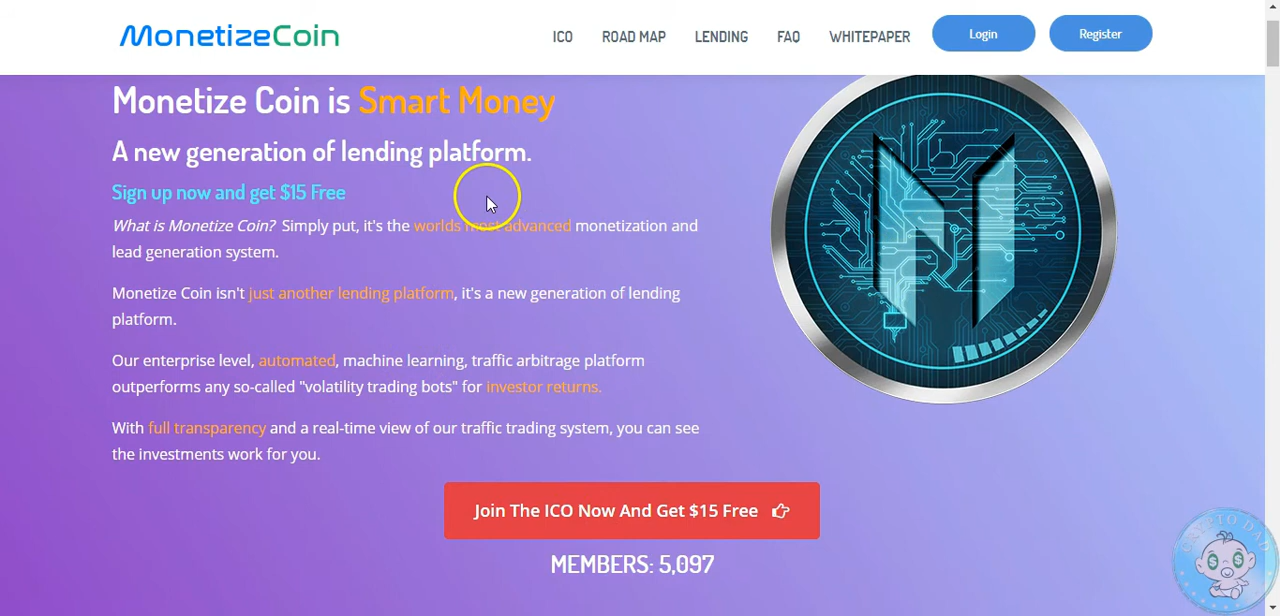 MonetizeCoin
ICO ROAD MAP LENDING FAQ WHITEPAPER Login Register
Monetize Coin is Smart Money
A new generation of lending platform.
Sign up now and get $15 Free
What is Monetize Coin? Simply put, it's the worlds most advanced monetization and
lead generation system.
Monetize Coin isn't just another lending platform, it's a new generation of lending
platform.
Our enterprise level, automated, machine learning, traffic arbitrage platform
outperforms any so-called "volatility trading bots" for investor returns.
With full transparency and a real-time view of our traffic trading system, you can see
the investments work for you.
Join The ICO Now And Get $15 Free
MEMBERS: 5,097
CRYPTO DAD